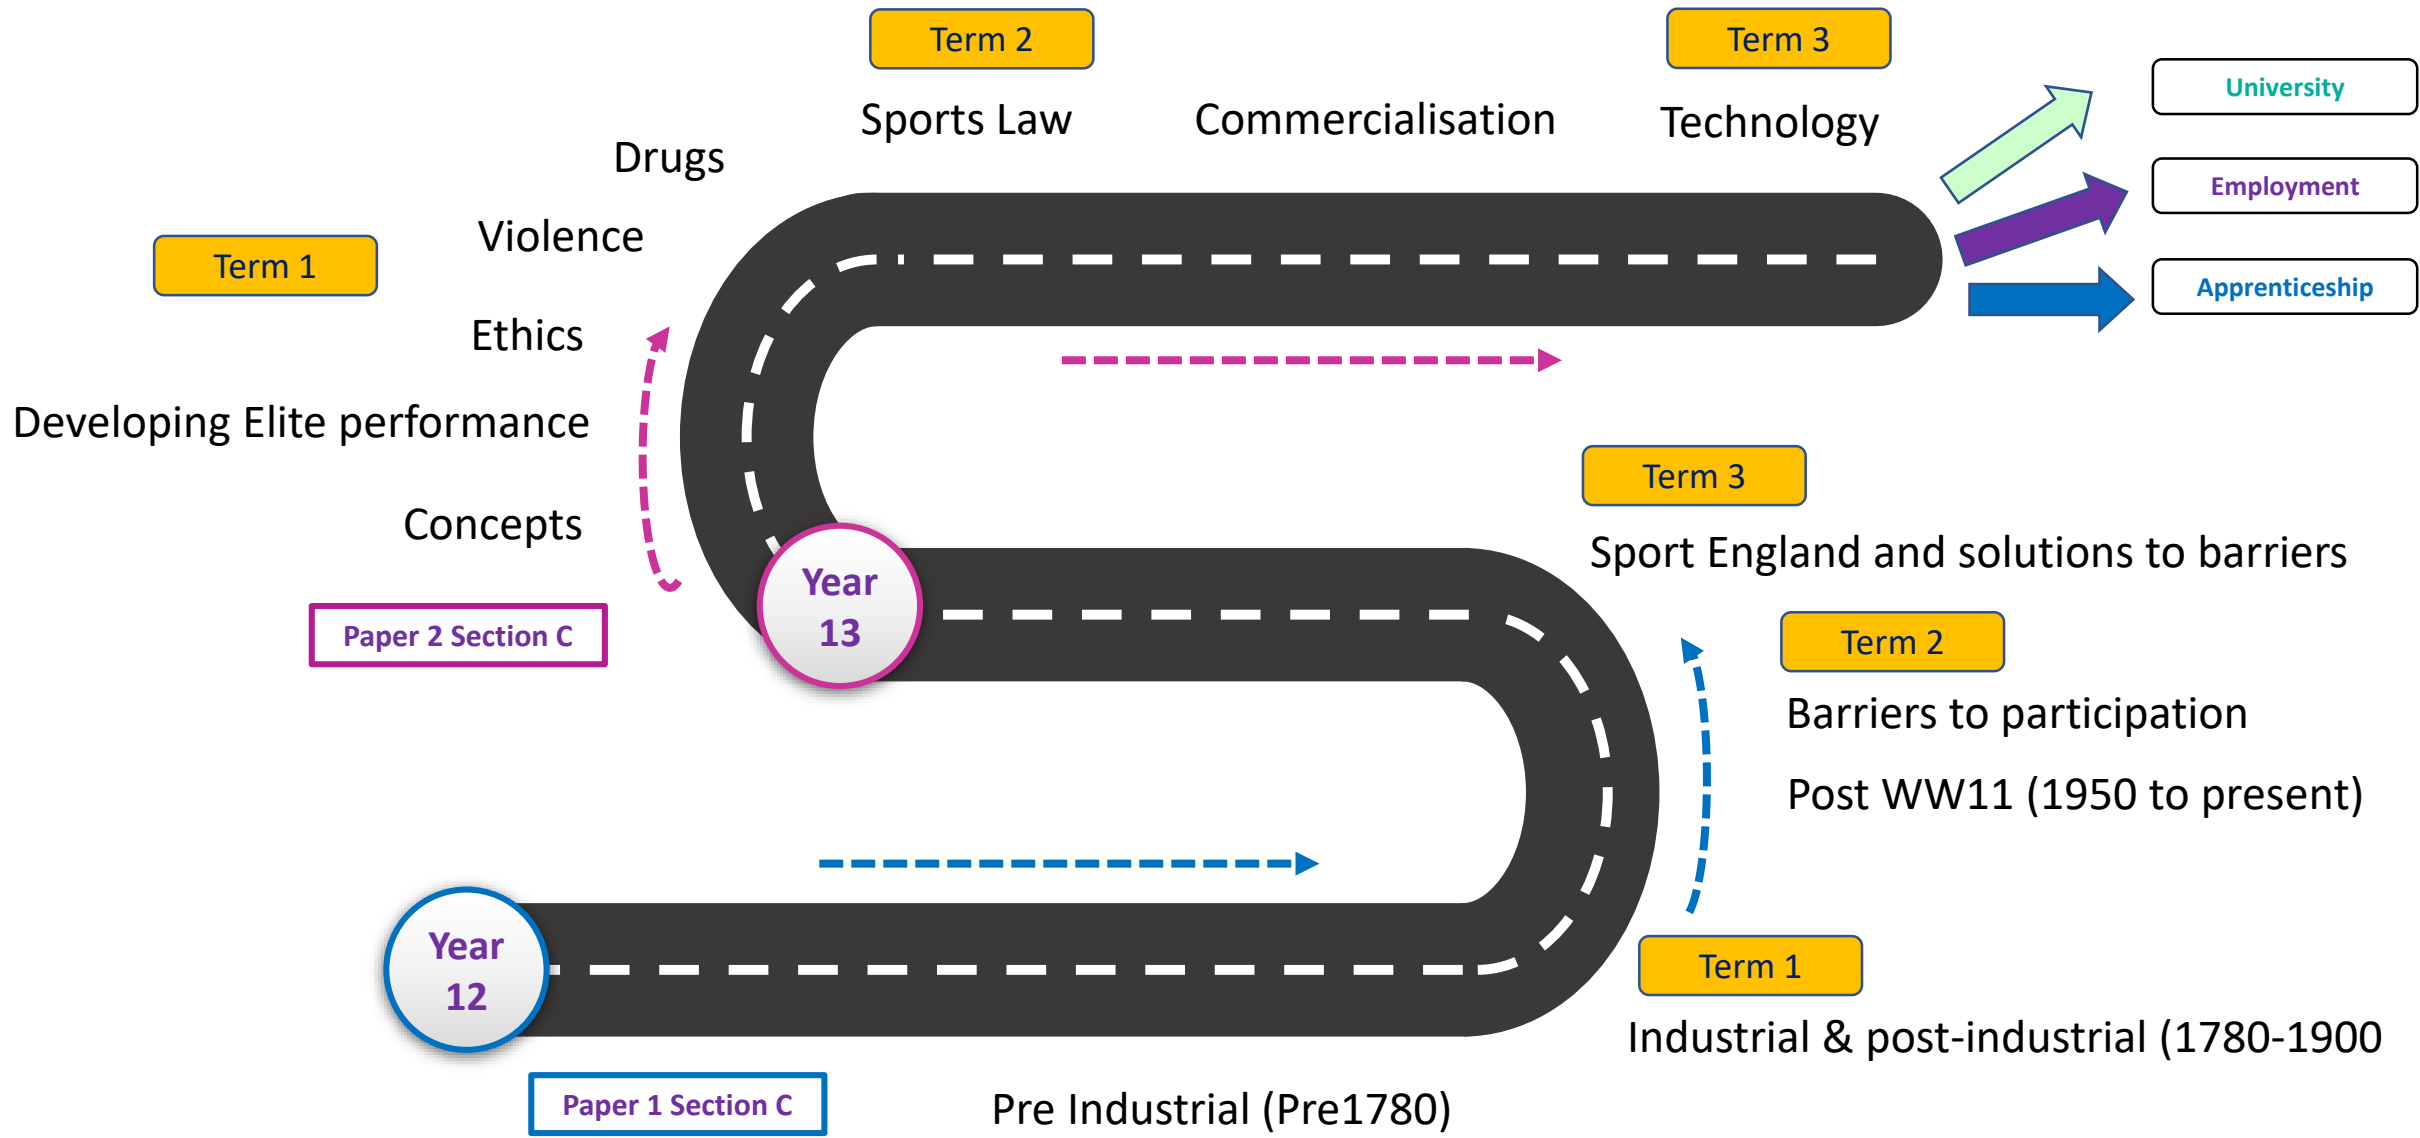 Term 2
Term 3
University
Sports Law
Commercialisation
Technology
Drugs
Employment
Violence
Term 1
Apprenticeship
Ethics
Developing Elite performance
Term 3
Concepts
Sport England and solutions to barriers
Year
13
Paper 2 Section C
Term 2
Barriers to participation
Post WW11 (1950 to present)
Year
12
Term 1
Industrial & post-industrial (1780-1900
Paper 1 Section C
Pre Industrial (Pre1780)